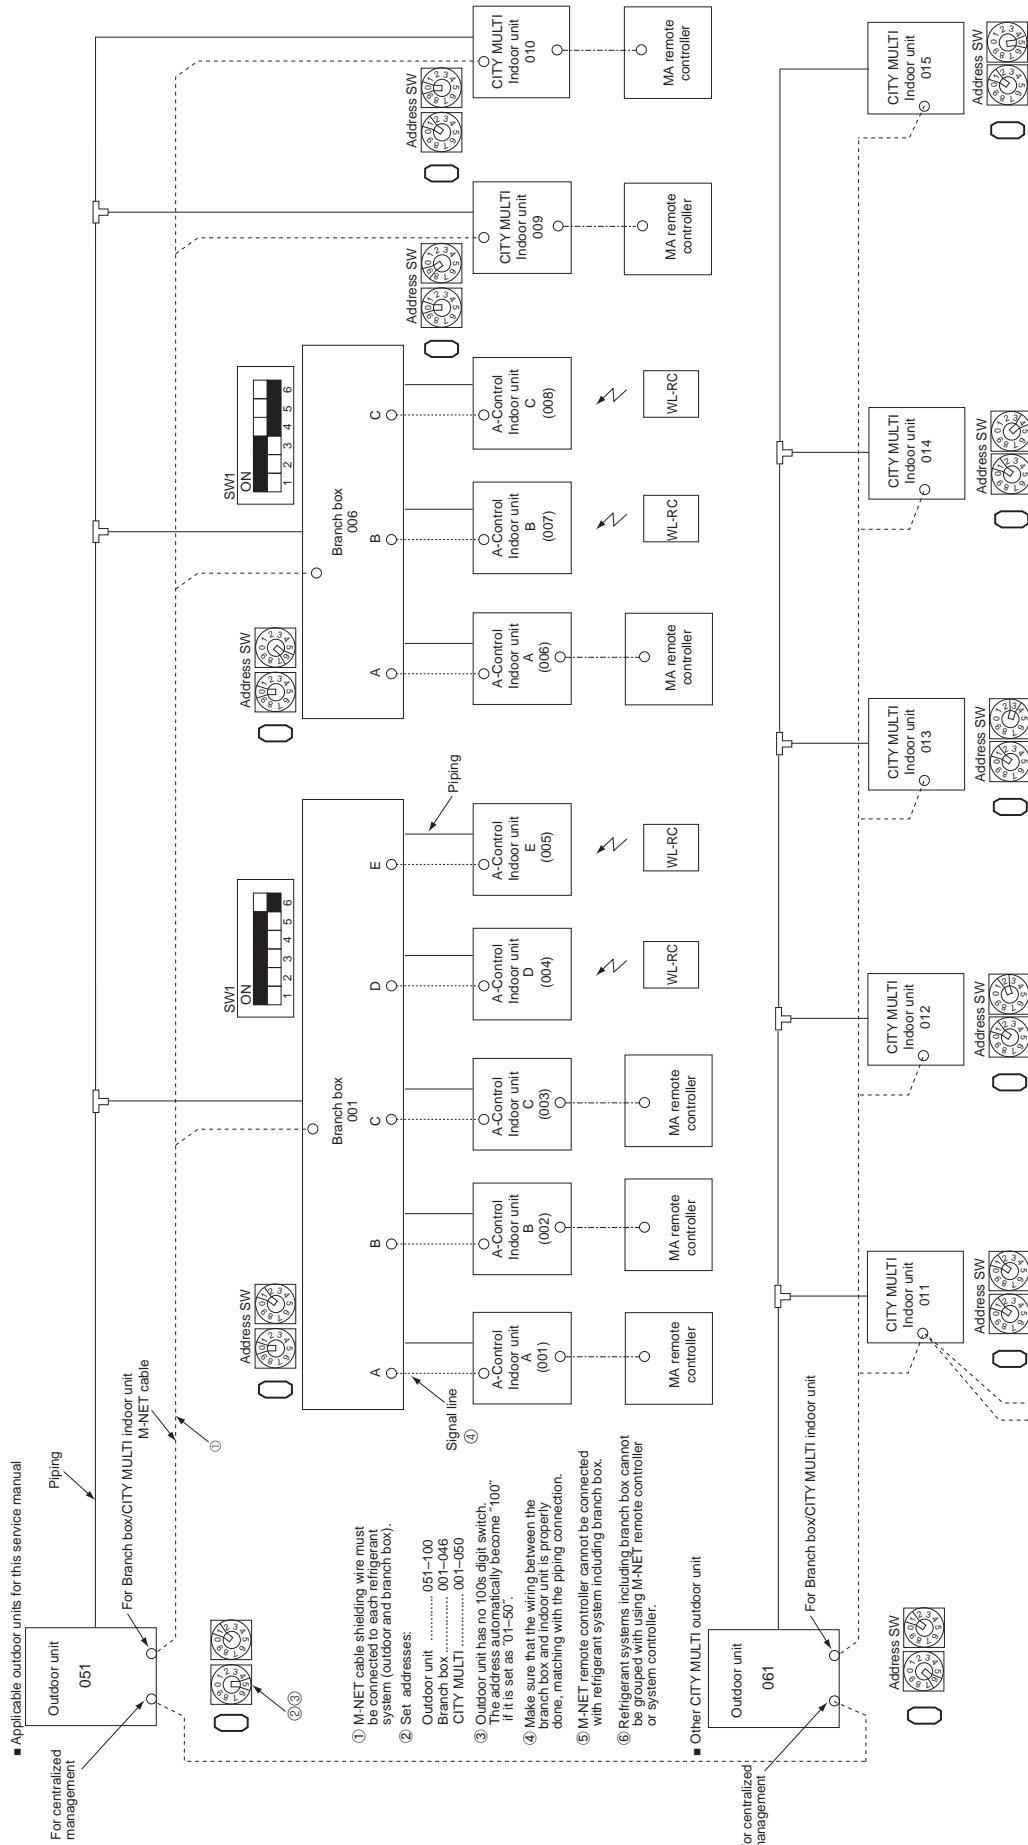 ■ Applicable outdoor units for this service manual
For centralized
management
Outdoor unit
051
Piping
For Branch box/CITY MULTI indoor unit
M-NET cable
①
②③
① M-NET cable shielding wire must
be connected to each refrigerant
system (outdoor and branch box).
② Set addresses:
Outdoor unit .......... 051–100
Branch box............ 001–046
CITY MULTI .......... 001–050
③ Outdoor unit has no 100s digit switch.
The address automatically become "100"
if it is set as "01–50".
④ Make sure that the wiring between the
branch box and indoor unit is properly
done, matching with the piping connection.
⑤ M-NET remote controller cannot be connected
with refrigerant system including branch box.
⑥ Refrigerant systems including branch box cannot
be grouped with using M-NET remote controller
or system controller.
Address SW
SW1
ON
1 2 3 4 5 6
Branch box
001
A
B
C
D
E
Signal line
④
Piping
A-Control
Indoor unit
A
(001)
A-Control
Indoor unit
B
(002)
A-Control
Indoor unit
C
(003)
A-Control
Indoor unit
D
(004)
A-Control
Indoor unit
E
(005)
MA remote
controller
MA remote
controller
MA remote
controller
WL-RC
WL-RC
Address SW
SW1
ON
1 2 3 4 5 6
Branch box
006
A
B
C
A-Control
Indoor unit
A
(006)
A-Control
Indoor unit
B
(007)
A-Control
Indoor unit
C
(008)
MA remote
controller
WL-RC
WL-RC
Address SW
CITY MULTI
Indoor unit
009
MA remote
controller
Address SW
CITY MULTI
Indoor unit
010
MA remote
controller
■ Other CITY MULTI outdoor unit
Outdoor unit
061
management
For Branch box/CITY MULTI indoor unit
Address SW
CITY MULTI
Indoor unit
011
Address SW
CITY MULTI
Indoor unit
012
Address SW
CITY MULTI
Indoor unit
013
Address SW
CITY MULTI
Indoor unit
014
Address SW
CITY MULTI
Indoor unit
015
Address SW